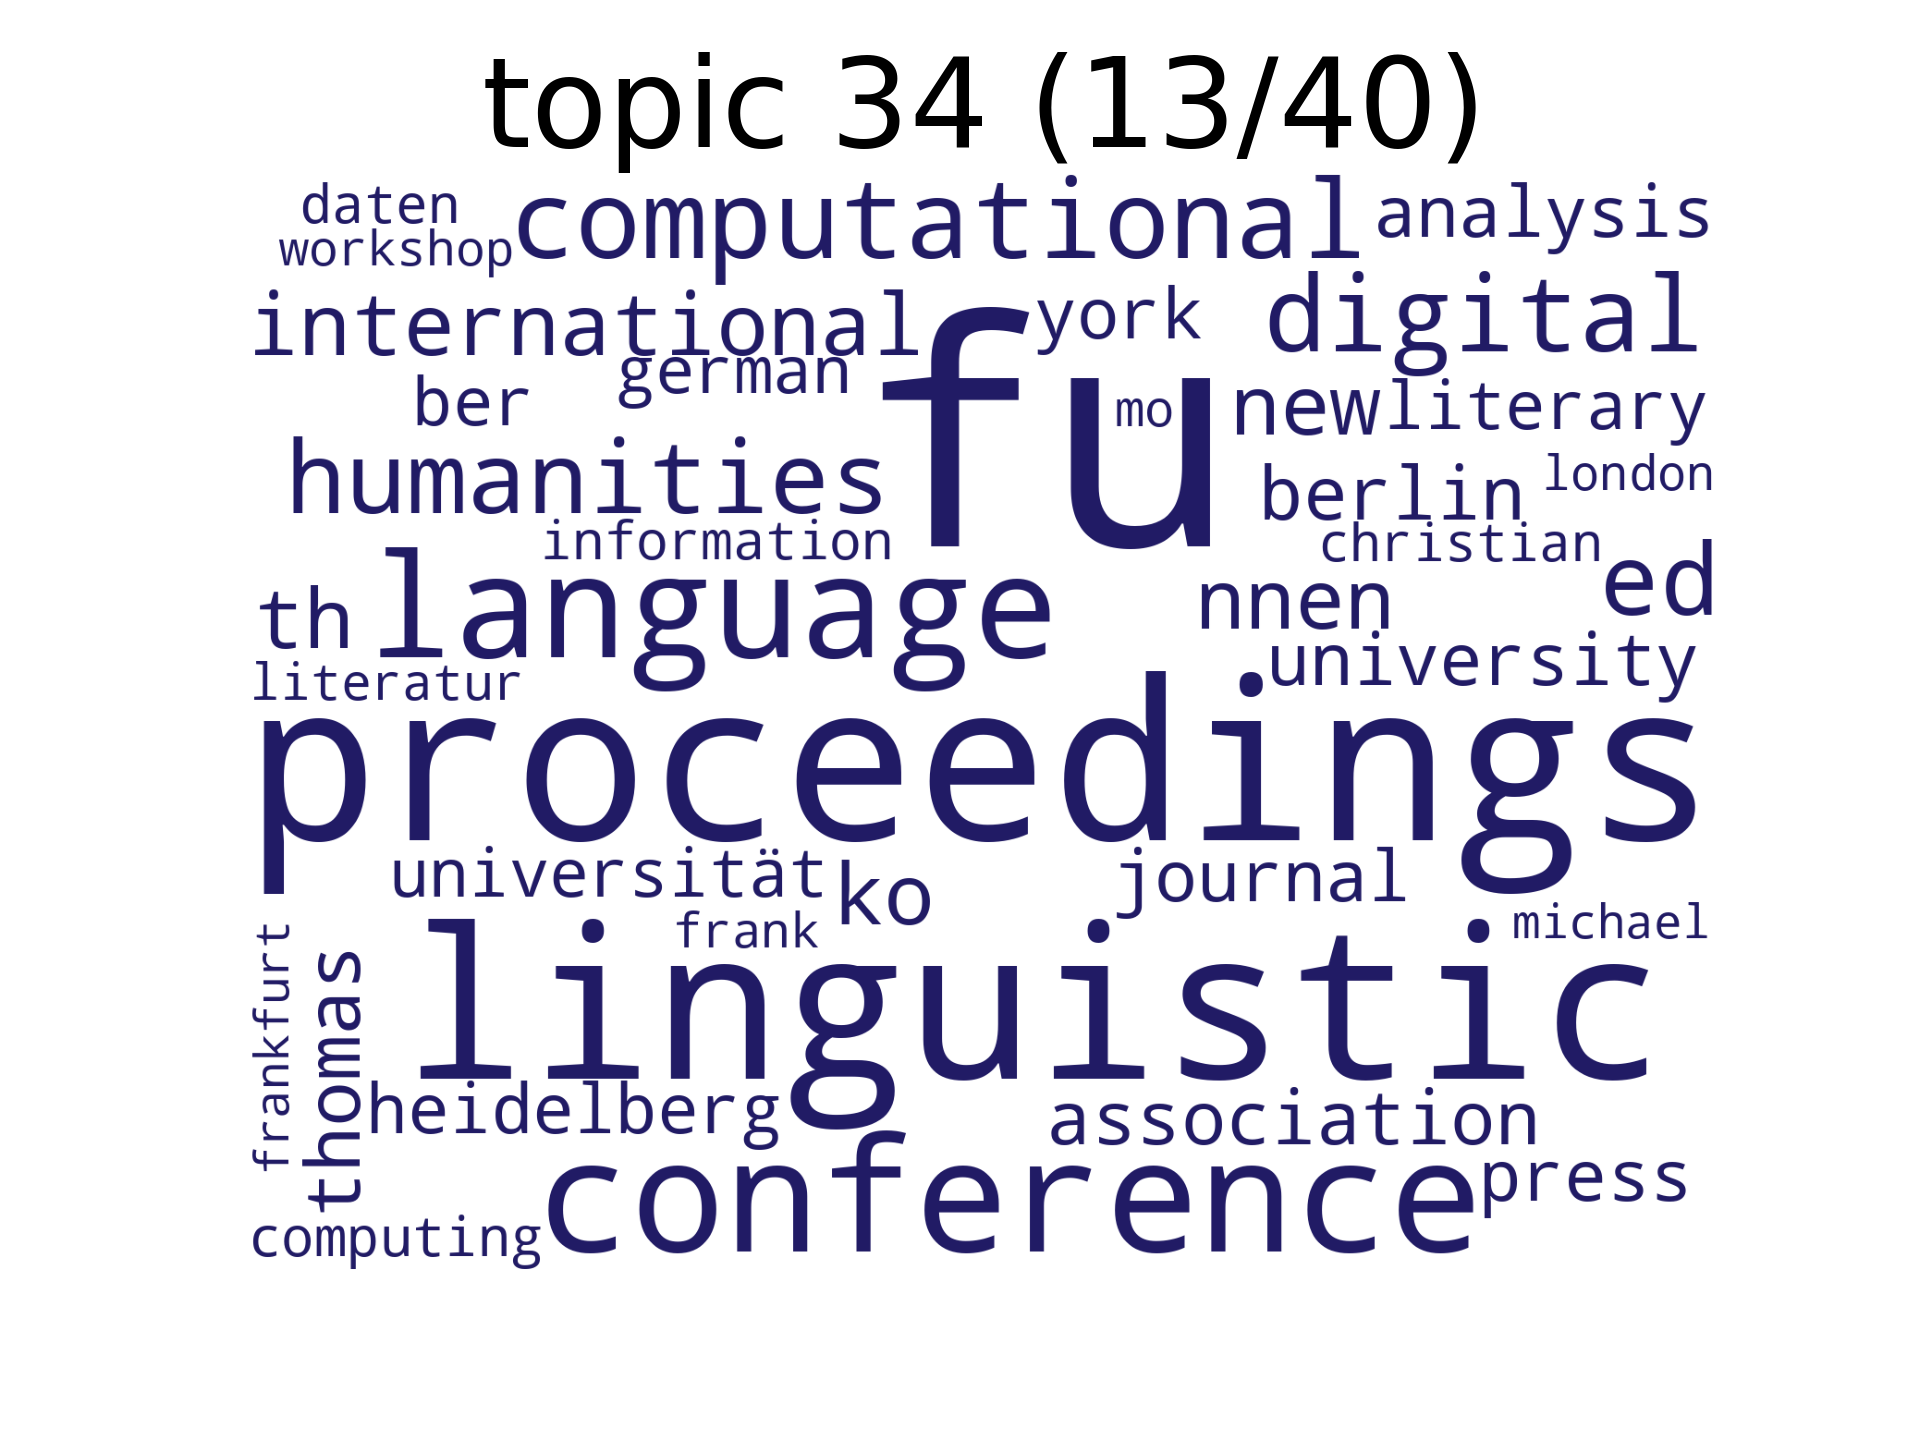 topic 34 (13/40)
daten
computational
analysis
workshop
international
york
digital
german
fu
ber
mo
new
literary
humanities
berlin
london
information
christian
language
th
nnen
ed
literatur
university
proceedings
universität
ko
journal
frank
michael
frankfurt
thomas
linguistic
heidelberg
association
conference
press
computing